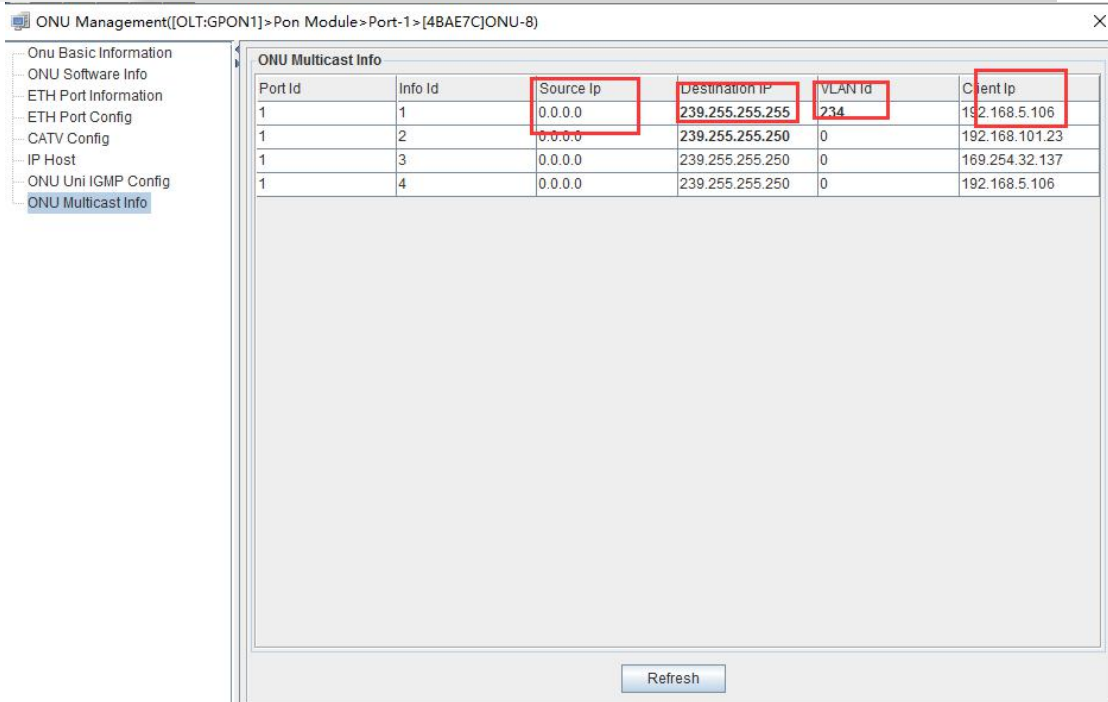 ONU Management([OLT:GPON1]>Pon Module>Port-1>[4BAE7C]ONU-8)
Onu Basic Information
ONU Software Info
ETH Port Information
ETH Port Config
CATV Config
IP Host
ONU Uni IGMP Config
ONU Multicast Info
ONU Multicast Info
Port Id Info Id Source Ip Destination IP VLAN Id Client Ip
1 1 0.0.0.0 239.255.255.255 234 192.168.5.106
1 2 0.0.0.0 239.255.255.250 0 192.168.101.23
1 3 0.0.0.0 239.255.255.250 0 169.254.32.137
1 4 0.0.0.0 239.255.255.250 0 192.168.5.106
Refresh